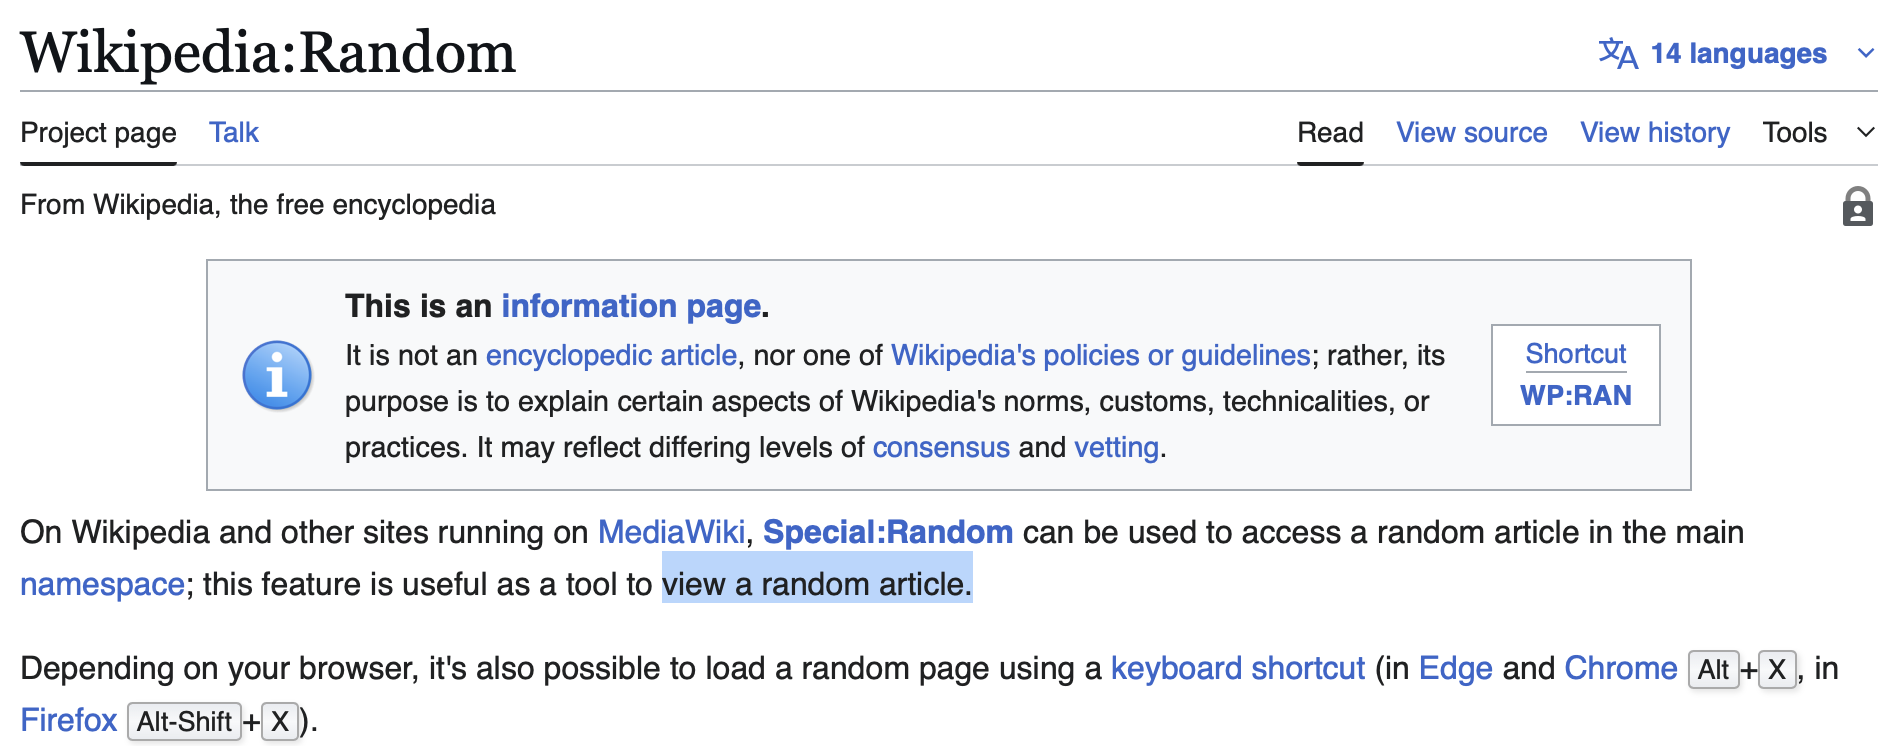 Wikipedia:Random
14 languages
Project page Talk Read View source View history Tools
From Wikipedia, the free encyclopedia
This is an information page.
It is not an encyclopedic article, nor one of Wikipedia's policies or guidelines; rather, its
purpose is to explain certain aspects of Wikipedia's norms, customs, technicalities, or
practices. It may reflect differing levels of consensus and vetting.
Shortcut
WP:RAN
On Wikipedia and other sites running on MediaWiki, Special:Random can be used to access a random article in the main
namespace; this feature is useful as a tool to view a random article.
Depending on your browser, it's also possible to load a random page using a keyboard shortcut (in Edge and Chrome Alt+X, in
Firefox Alt-Shift+X).